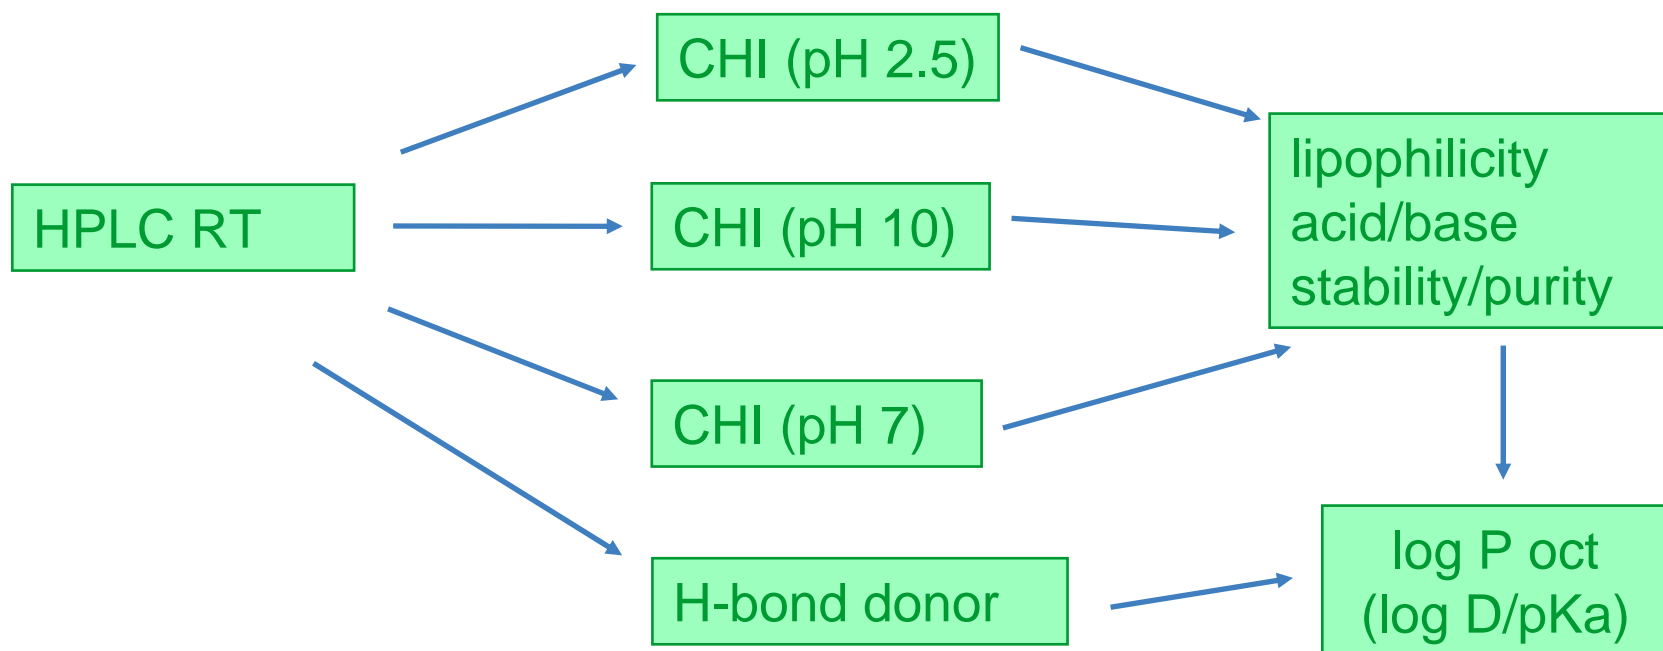 HPLC RT
CHI (pH 2.5)
CHI (pH 10)
CHI (pH 7)
H-bond donor
lipophilicity
acid/base
stability/purity
log P oct
(log D/pKa)